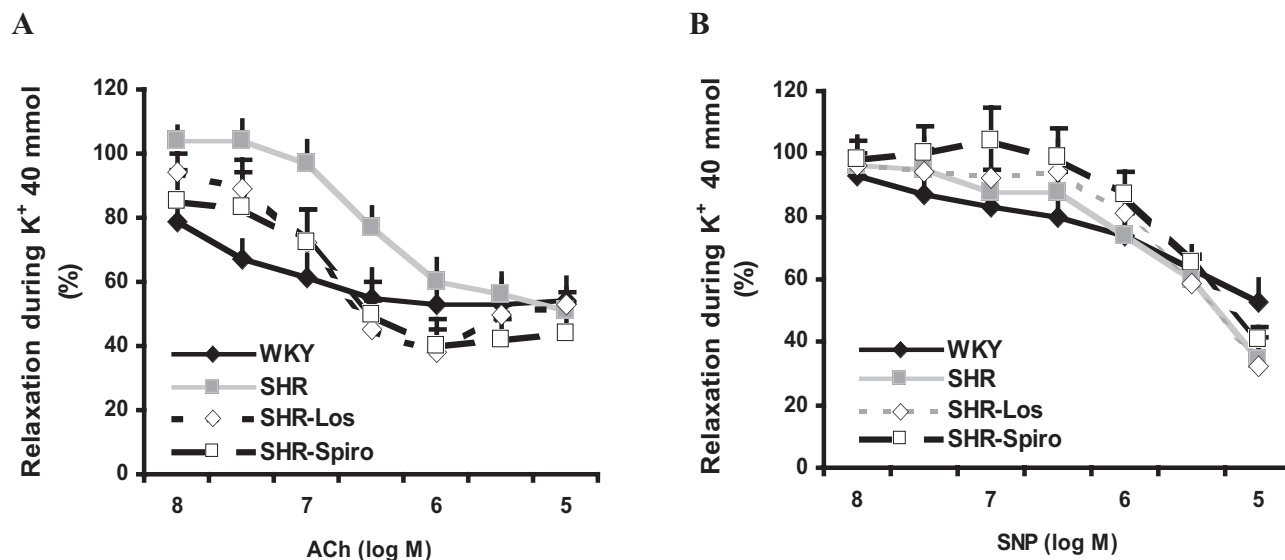 A
Relaxation during K⁺ 40 mmol
(%)
120
100
80
60
40
20
0
WKY
SHR
SHR-Los
SHR-Spiro
8 7 6 5
ACh (log M)
B
Relaxation during K⁺ 40 mmol
(%)
120
100
80
60
40
20
0
WKY
SHR
SHR-Los
SHR-Spiro
8 7 6 5
SNP (log M)